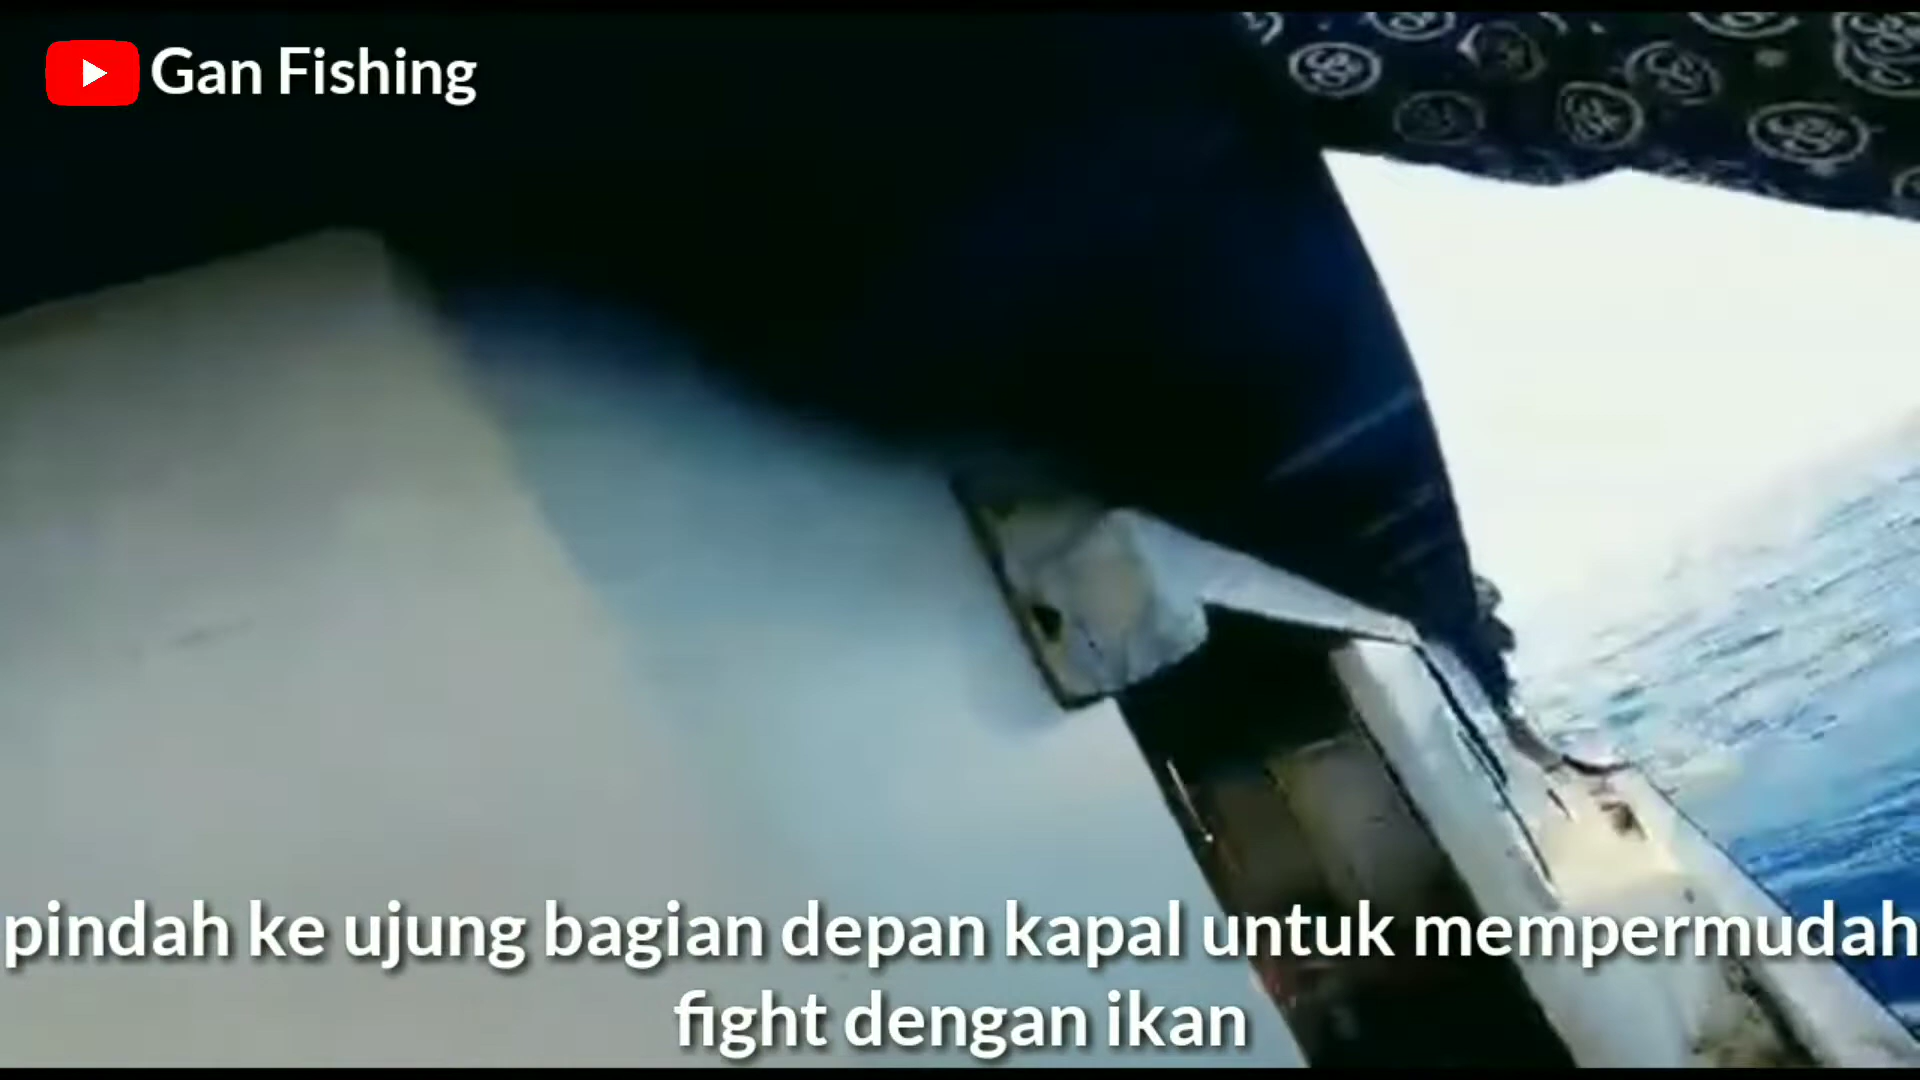 Gan Fishing
pindah ke ujung bagian depan kapal untuk mempermudah
fight dengan ikan